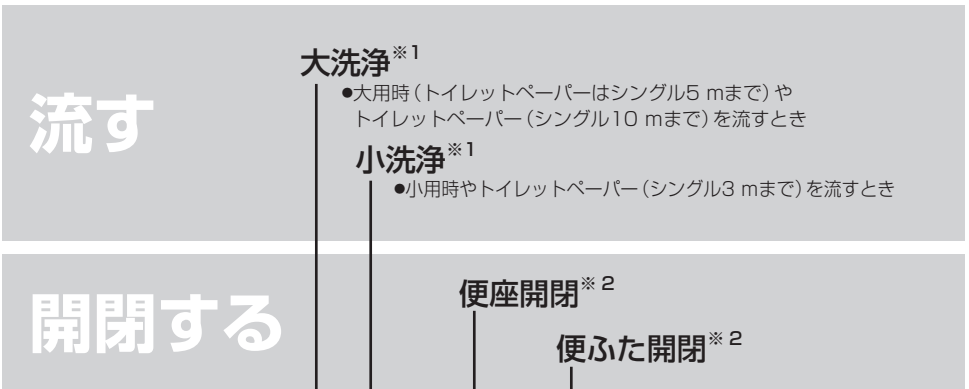 流す
大洗浄※1
●大用時（トイレットペーパーはシングル5 mまで）や
トイレットペーパー（シングル10 mまで）を流すとき
小洗浄※1
●小用時やトイレットペーパー（シングル3 mまで）を流すとき
開閉する
便座開閉※2
便ふた開閉※2